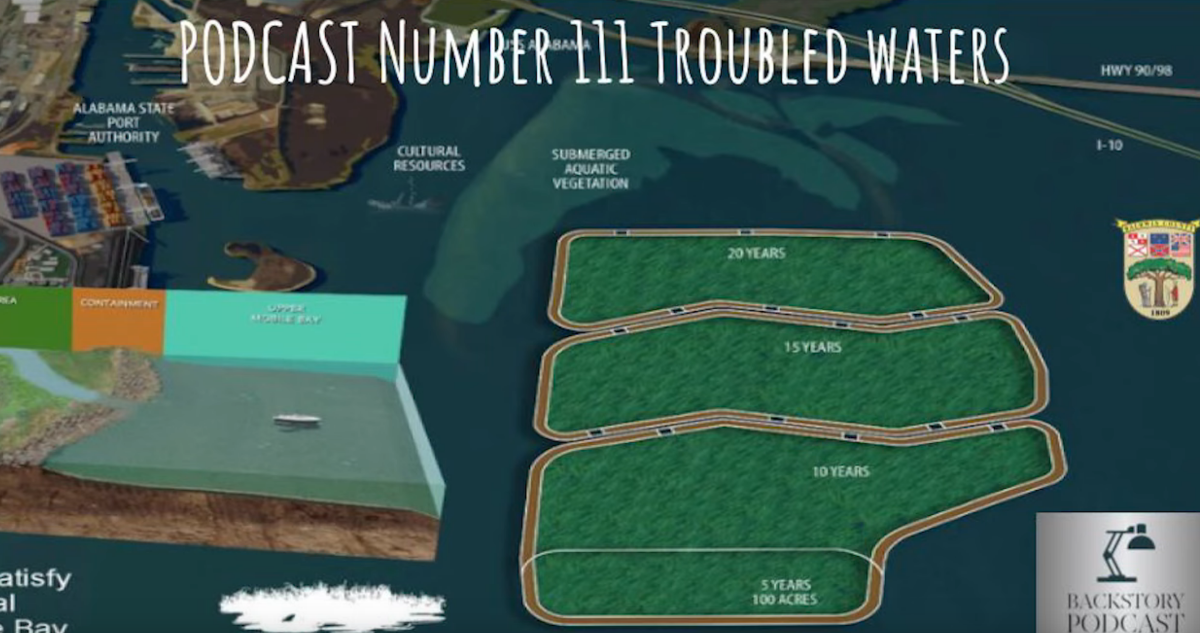 PODCAST Number 111 Troubled waters
USS ALABAMA
HWY 90/98
ALABAMA STATE
PORT
AUTHORITY
I-10
CULTURAL
RESOURCES
SUBMERGED
AQUATIC
VEGETATION
20 YEARS
BALDWIN COUNTY
1809
REA
CONTAINMENT
UPPER
MOBILE BAY
15 YEARS
10 YEARS
5 YEARS
100 ACRES
atisfy
al
e Bay
BACKSTORY
PODCAST